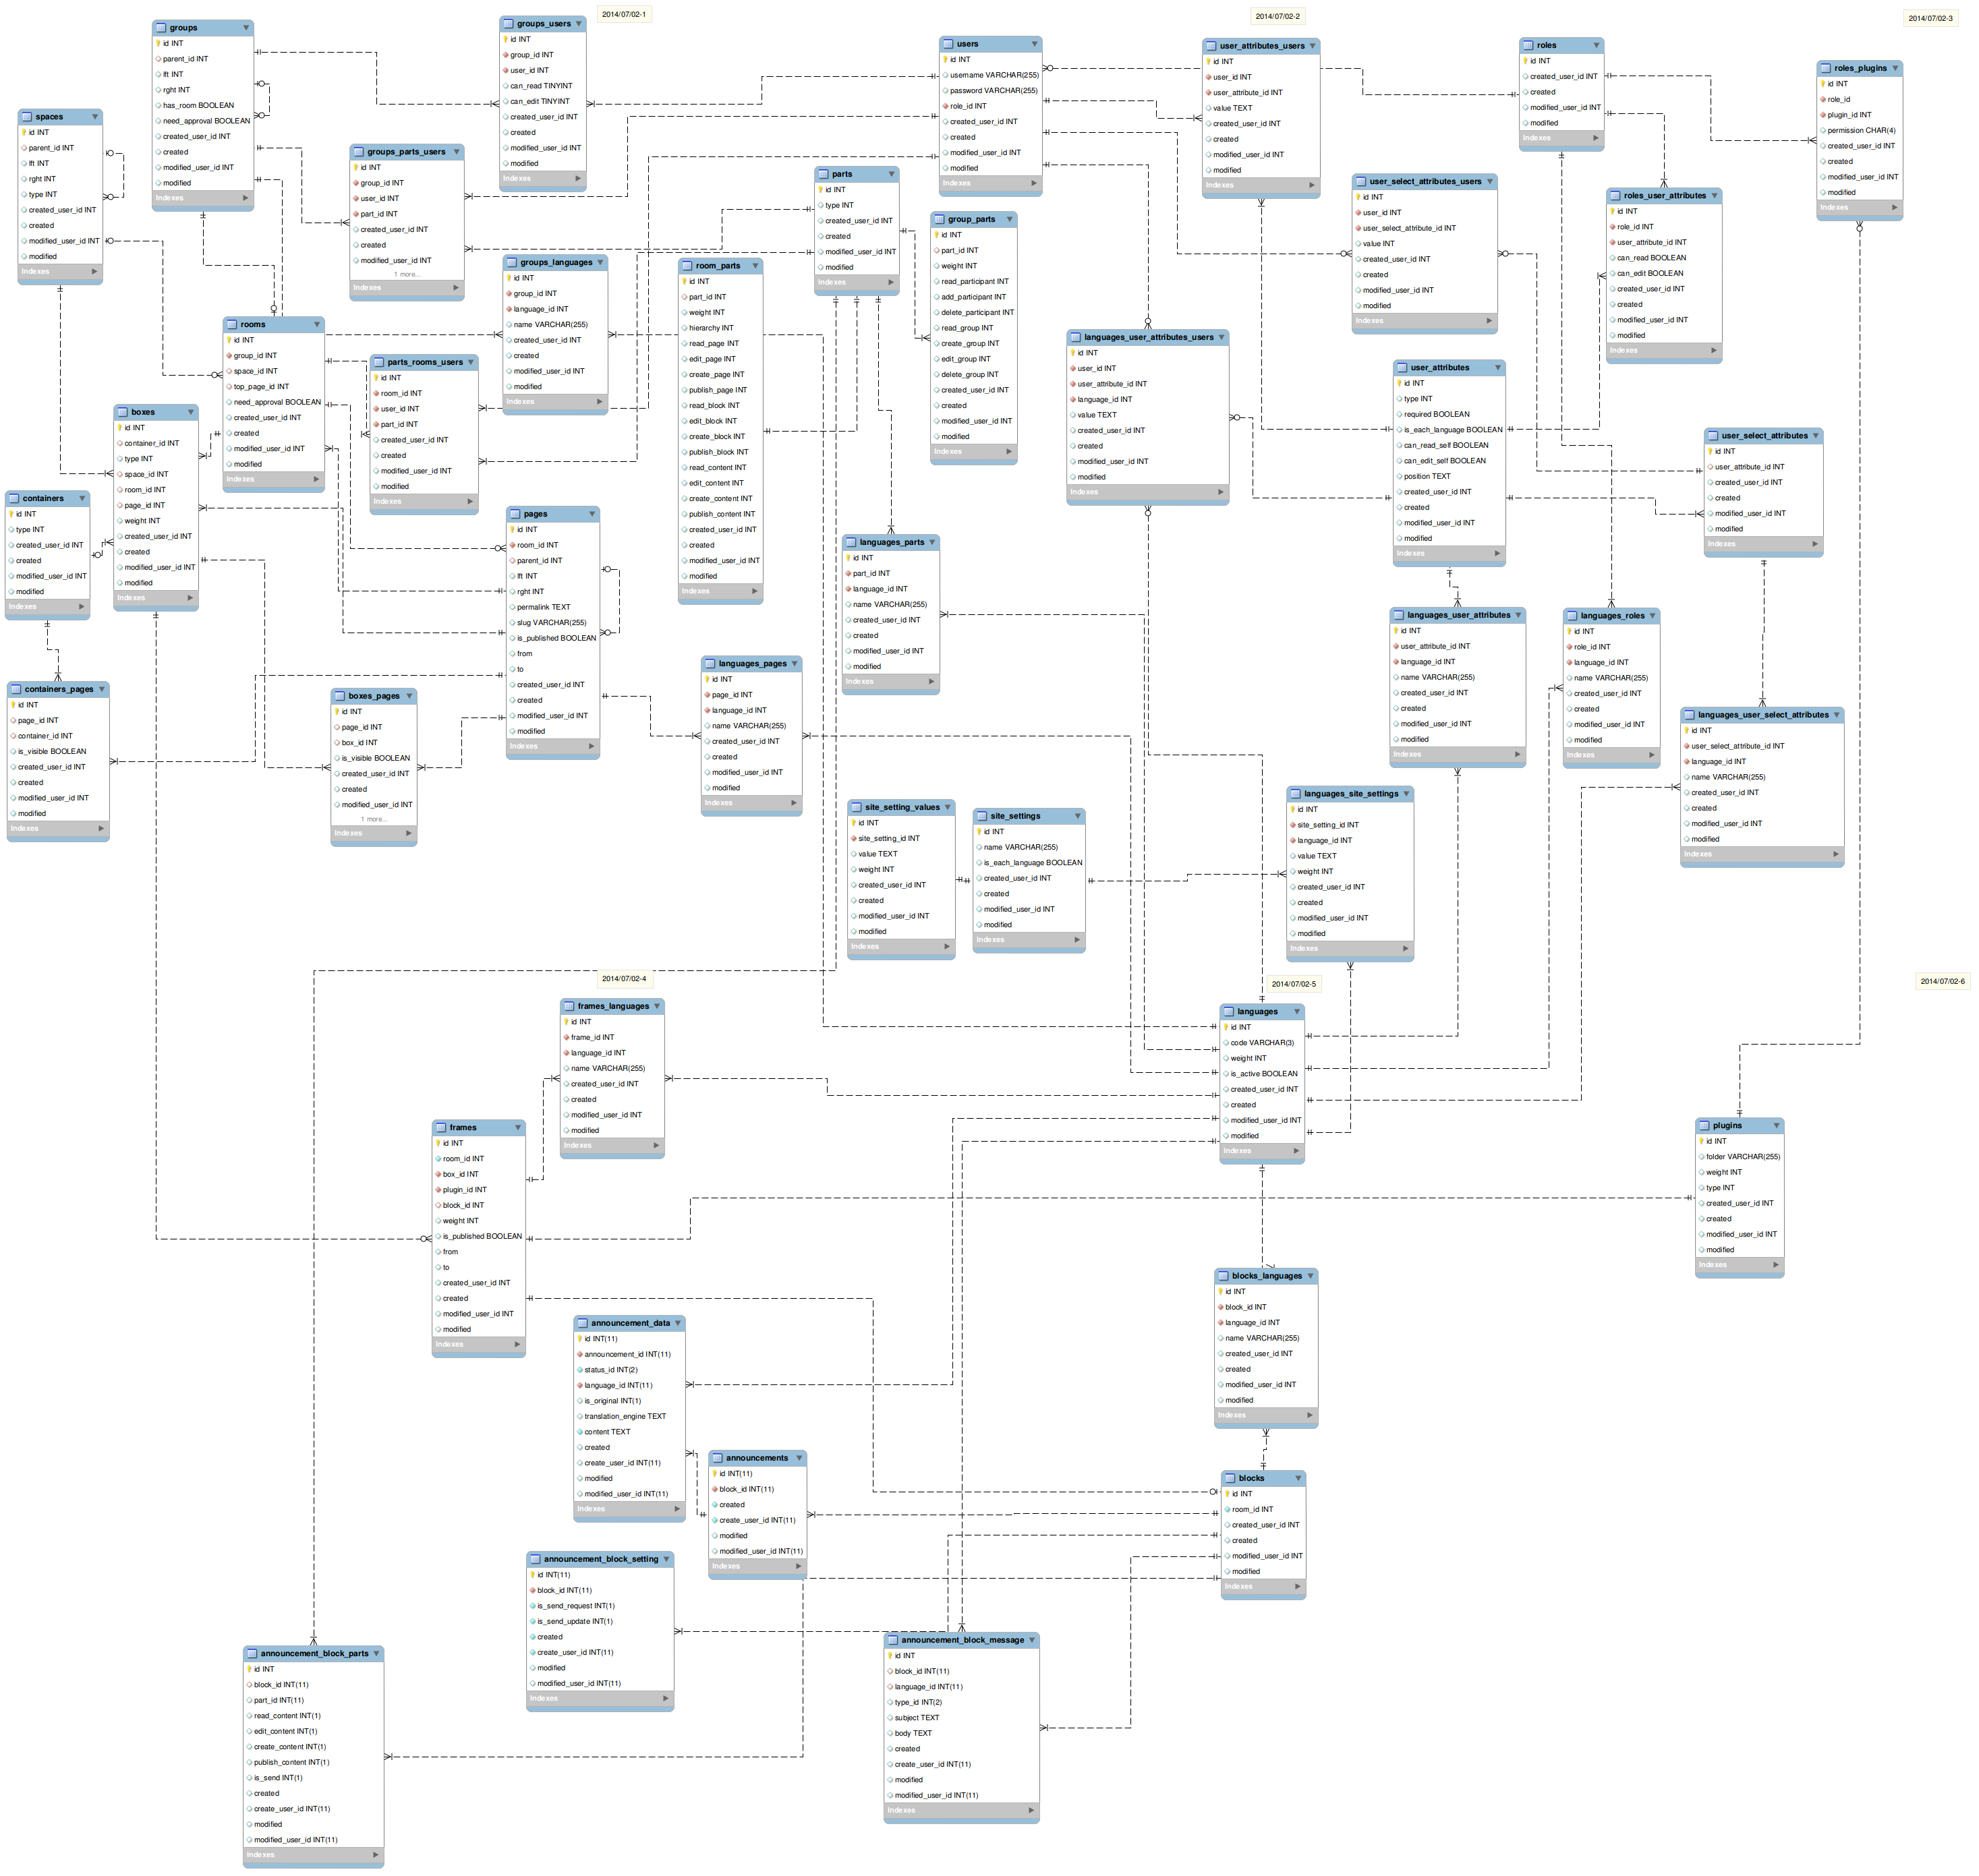 2014/07/02-1
2014/07/02-2
2014/07/02-3
groups
id INT
parent_id INT
lft INT
rght INT
has_room BOOLEAN
need_approval BOOLEAN
created_user_id INT
created
modified_user_id INT
modified
Indexes
groups_users
id INT
group_id INT
user_id INT
can_read TINYINT
can_edit TINYINT
created_user_id INT
created
modified_user_id INT
modified
Indexes
users
id INT
username VARCHAR(255)
password VARCHAR(255)
role_id INT
created_user_id INT
created
modified_user_id INT
modified
Indexes
user_attributes_users
id INT
user_id INT
user_attribute_id INT
value TEXT
created_user_id INT
created
modified_user_id INT
modified
Indexes
roles
id INT
created_user_id INT
created
modified_user_id INT
modified
Indexes
roles_plugins
id INT
role_id
plugin_id INT
permission CHAR(4)
created_user_id INT
created
modified_user_id INT
modified
Indexes
spaces
id INT
parent_id INT
lft INT
rght INT
type INT
created_user_id INT
created
modified_user_id INT
modified
Indexes
groups_parts_users
id INT
group_id INT
user_id INT
part_id INT
created_user_id INT
created
modified_user_id INT
1 more...
Indexes
parts
id INT
type INT
created_user_id INT
created
modified_user_id INT
modified
Indexes
user_select_attributes_users
id INT
user_id INT
user_select_attribute_id INT
value INT
created_user_id INT
created
modified_user_id INT
modified
Indexes
roles_user_attributes
id INT
role_id INT
user_attribute_id INT
can_read BOOLEAN
can_edit BOOLEAN
created_user_id INT
created
modified_user_id INT
modified
Indexes
group_parts
id INT
part_id INT
weight INT
read_participant INT
add_participant INT
delete_participant INT
read_group INT
create_group INT
edit_group INT
delete_group INT
created_user_id INT
created
modified_user_id INT
modified
Indexes
groups_languages
id INT
group_id INT
language_id INT
name VARCHAR(255)
created_user_id INT
created
modified_user_id INT
modified
Indexes
room_parts
id INT
part_id INT
weight INT
hierarchy INT
read_page INT
edit_page INT
create_page INT
publish_page INT
read_block INT
edit_block INT
create_block INT
publish_block INT
read_content INT
edit_content INT
create_content INT
publish_content INT
created_user_id INT
created
modified_user_id INT
modified
Indexes
rooms
id INT
group_id INT
space_id INT
top_page_id INT
need_approval BOOLEAN
created_user_id INT
created
modified_user_id INT
modified
Indexes
parts_rooms_users
id INT
room_id INT
user_id INT
part_id INT
created_user_id INT
created
modified_user_id INT
modified
Indexes
languages_user_attributes_users
id INT
user_id INT
user_attribute_id INT
language_id INT
value TEXT
created_user_id INT
created
modified_user_id INT
modified
Indexes
user_attributes
id INT
type INT
required BOOLEAN
is_each_language BOOLEAN
can_read_self BOOLEAN
can_edit_self BOOLEAN
position TEXT
created_user_id INT
created
modified_user_id INT
modified
Indexes
user_select_attributes
id INT
user_attribute_id INT
created_user_id INT
created
modified_user_id INT
modified
Indexes
boxes
id INT
container_id INT
type INT
space_id INT
room_id INT
page_id INT
weight INT
created_user_id INT
created
modified_user_id INT
modified
Indexes
containers
id INT
type INT
created_user_id INT
created
modified_user_id INT
modified
Indexes
pages
id INT
room_id INT
parent_id INT
lft INT
rght INT
permalink TEXT
slug VARCHAR(255)
is_published BOOLEAN
from
to
created_user_id INT
created
modified_user_id INT
modified
Indexes
languages_parts
id INT
part_id INT
language_id INT
name VARCHAR(255)
created_user_id INT
created
modified_user_id INT
modified
Indexes
languages_user_attributes
id INT
user_attribute_id INT
language_id INT
name VARCHAR(255)
created_user_id INT
created
modified_user_id INT
modified
Indexes
languages_roles
id INT
role_id INT
language_id INT
name VARCHAR(255)
created_user_id INT
created
modified_user_id INT
modified
Indexes
containers_pages
id INT
page_id INT
container_id INT
is_visible BOOLEAN
created_user_id INT
created
modified_user_id INT
modified
Indexes
boxes_pages
id INT
page_id INT
box_id INT
is_visible BOOLEAN
created_user_id INT
created
modified_user_id INT
1 more...
Indexes
languages_pages
id INT
page_id INT
language_id INT
name VARCHAR(255)
created_user_id INT
created
modified_user_id INT
modified
Indexes
languages_user_select_attributes
id INT
user_select_attribute_id INT
language_id INT
name VARCHAR(255)
created_user_id INT
created
modified_user_id INT
modified
Indexes
site_setting_values
id INT
site_setting_id INT
value TEXT
weight INT
created_user_id INT
created
modified_user_id INT
modified
Indexes
site_settings
id INT
name VARCHAR(255)
is_each_language BOOLEAN
created_user_id INT
created
modified_user_id INT
modified
Indexes
languages_site_settings
id INT
site_setting_id INT
language_id INT
value TEXT
weight INT
created_user_id INT
created
modified_user_id INT
modified
Indexes
2014/07/02-4
2014/07/02-5
2014/07/02-6
frames_languages
id INT
frame_id INT
language_id INT
name VARCHAR(255)
created_user_id INT
created
modified_user_id INT
modified
Indexes
languages
id INT
code VARCHAR(3)
weight INT
is_active BOOLEAN
created_user_id INT
created
modified_user_id INT
modified
Indexes
frames
id INT
room_id INT
box_id INT
plugin_id INT
block_id INT
weight INT
is_published BOOLEAN
from
to
created_user_id INT
created
modified_user_id INT
modified
Indexes
plugins
id INT
folder VARCHAR(255)
weight INT
type INT
created_user_id INT
created
modified_user_id INT
modified
Indexes
blocks_languages
id INT
block_id INT
language_id INT
name VARCHAR(255)
created_user_id INT
created
modified_user_id INT
modified
Indexes
announcement_data
id INT(11)
announcement_id INT(11)
status_id INT(2)
language_id INT(11)
is_original INT(1)
translation_engine TEXT
content TEXT
created
create_user_id INT(11)
modified
modified_user_id INT(11)
Indexes
announcements
id INT(11)
block_id INT(11)
created
create_user_id INT(11)
modified
modified_user_id INT(11)
Indexes
blocks
id INT
room_id INT
created_user_id INT
created
modified_user_id INT
modified
Indexes
announcement_block_setting
id INT(11)
block_id INT(11)
is_send_request INT(1)
is_send_update INT(1)
created
create_user_id INT(11)
modified
modified_user_id INT(11)
Indexes
announcement_block_message
id INT
block_id INT(11)
language_id INT(11)
type_id INT(2)
subject TEXT
body TEXT
created
create_user_id INT(11)
modified
modified_user_id INT(11)
Indexes
announcement_block_parts
id INT
block_id INT(11)
part_id INT(11)
read_content INT(1)
edit_content INT(1)
create_content INT(1)
publish_content INT(1)
is_send INT(1)
created
create_user_id INT(11)
modified
modified_user_id INT(11)
Indexes